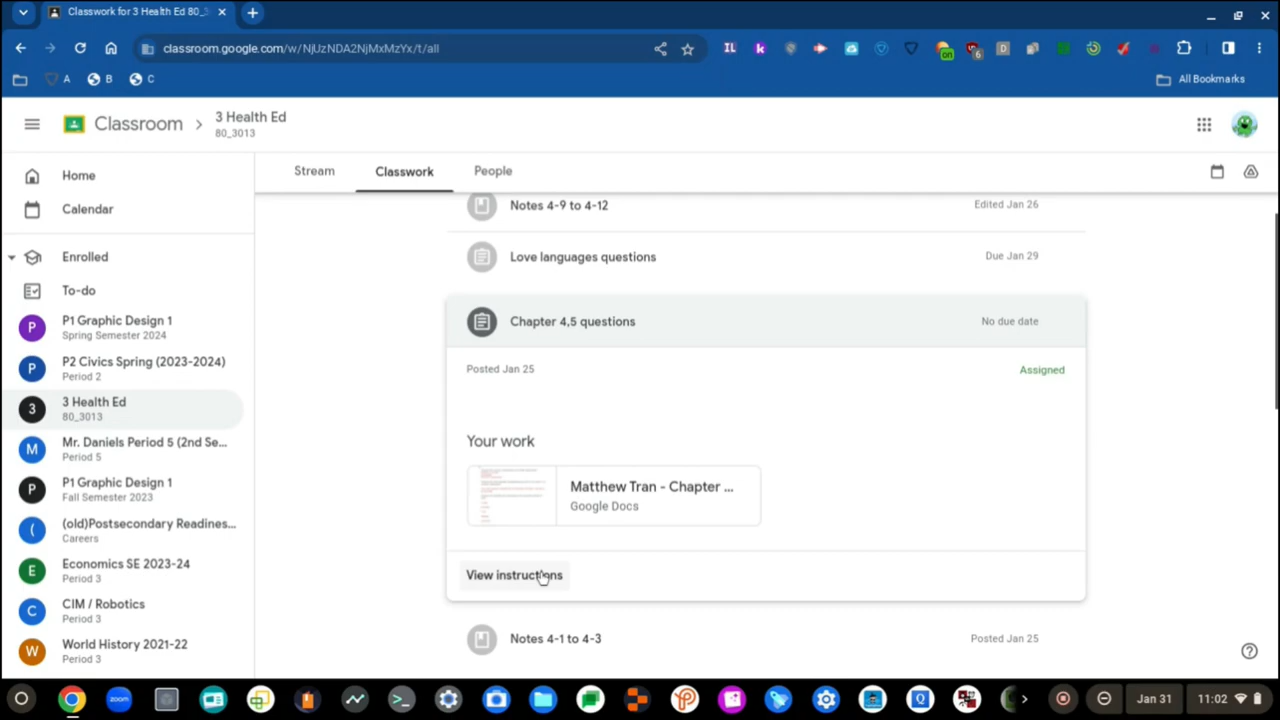 Classwork for 3 Health Ed 80_3
classroom.google.com/w/NjUzNDA2NjMxMzYx/t/all
IL
k
on
6
D
A
B
C
All Bookmarks
Classroom
3 Health Ed
80_3013
Home
Calendar
Enrolled
To-do
P
P1 Graphic Design 1
Spring Semester 2024
P
P2 Civics Spring (2023-2024)
Period 2
3
3 Health Ed
80_3013
M
Mr. Daniels Period 5 (2nd Se...
Period 5
P
P1 Graphic Design 1
Fall Semester 2023
(
(old)Postsecondary Readines...
Careers
E
Economics SE 2023-24
Period 3
C
CIM / Robotics
Period 3
W
World History 2021-22
Period 3
Stream
Classwork
People
Notes 4-9 to 4-12
Edited Jan 26
Love languages questions
Due Jan 29
Chapter 4,5 questions
No due date
Posted Jan 25
Assigned
Your work
Matthew Tran - Chapter ...
Google Docs
View instructions
Notes 4-1 to 4-3
Posted Jan 25
zoom
Q
Jan 31
11:02